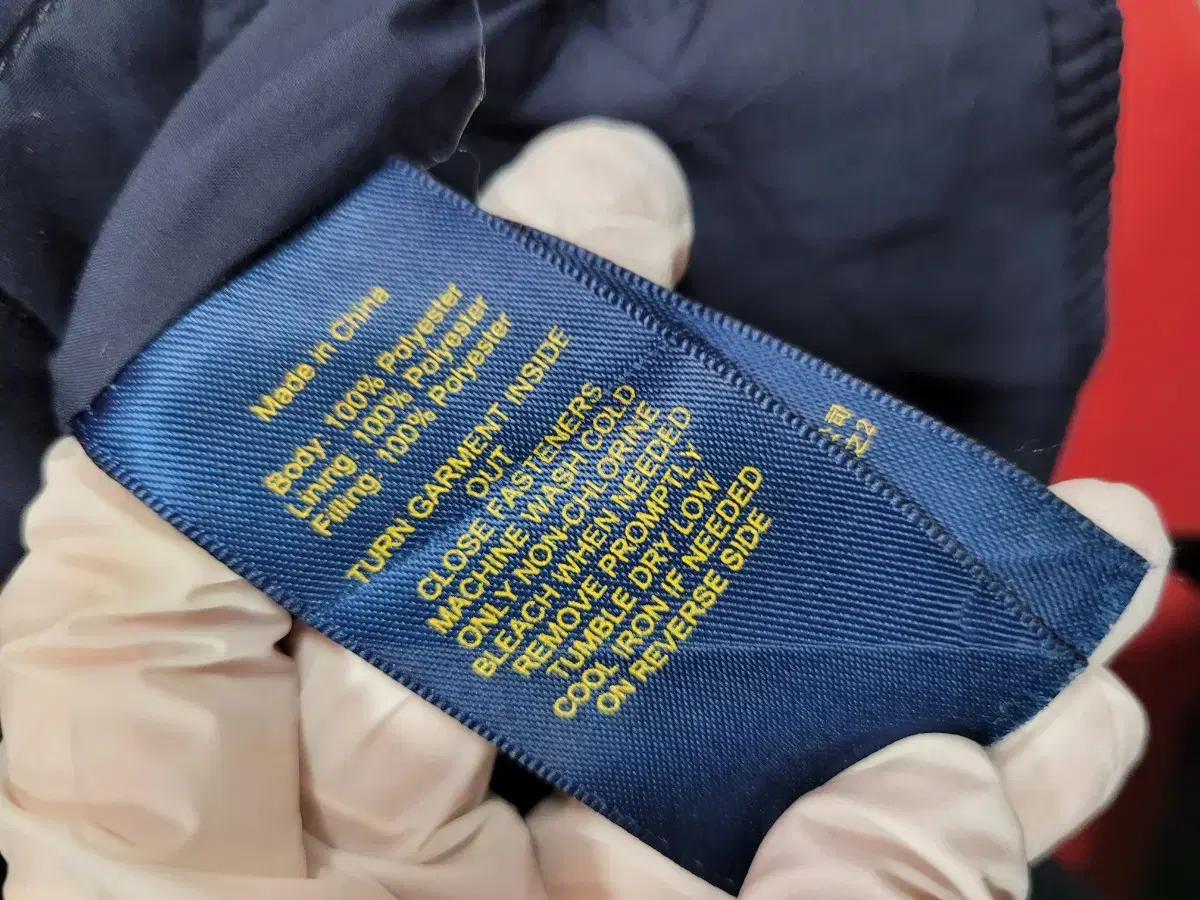 Made in China
Body: 100% Polyester
Lining: 100% Polyester
Filling: 100% Polyester
TURN GARMENT INSIDE
OUT
CLOSE FASTENERS
MACHINE WASH COLD
ONLY NON-CHLORINE
BLEACH WHEN NEEDED
REMOVE PROMPTLY
TUMBLE DRY LOW
COOL IRON IF NEEDED
ON REVERSE SIDE